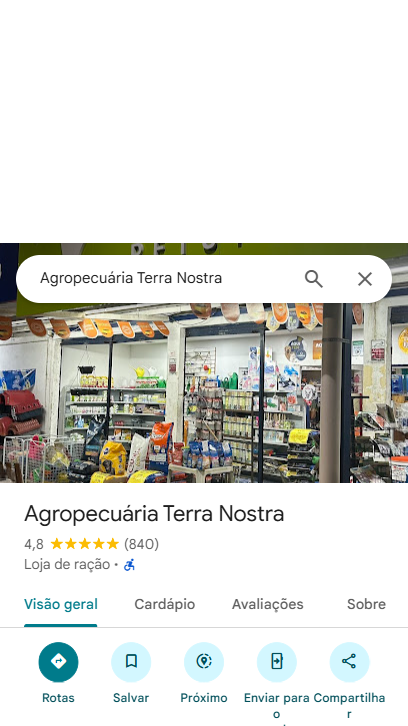 Agropecuária Terra Nostra
Agropecuária Terra Nostra
4,8 (840)
Loja de ração ·
Visão geral Cardápio Avaliações Sobre
Rotas Salvar Próximo Enviar para o Compartilhar